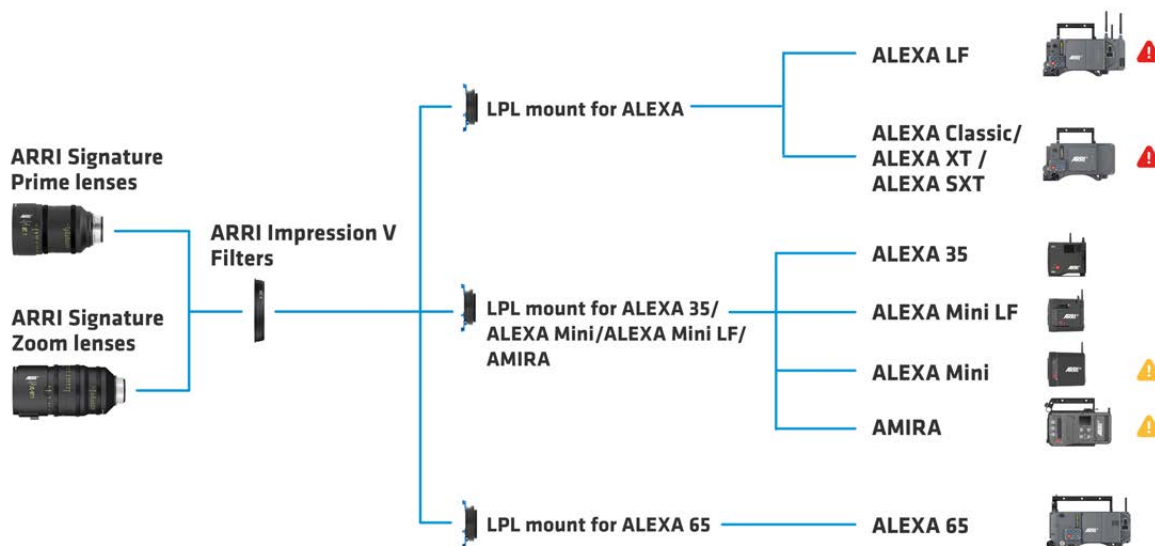 ARRI Signature
Prime lenses
ARRI Signature
Zoom lenses
ARRI Impression V
Filters
LPL mount for ALEXA
LPL mount for ALEXA 35/
ALEXA Mini/ALEXA Mini LF/
AMIRA
LPL mount for ALEXA 65
ALEXA LF
ALEXA Classic/
ALEXA XT /
ALEXA SXT
ALEXA 35
ALEXA Mini LF
ALEXA Mini
AMIRA
ALEXA 65